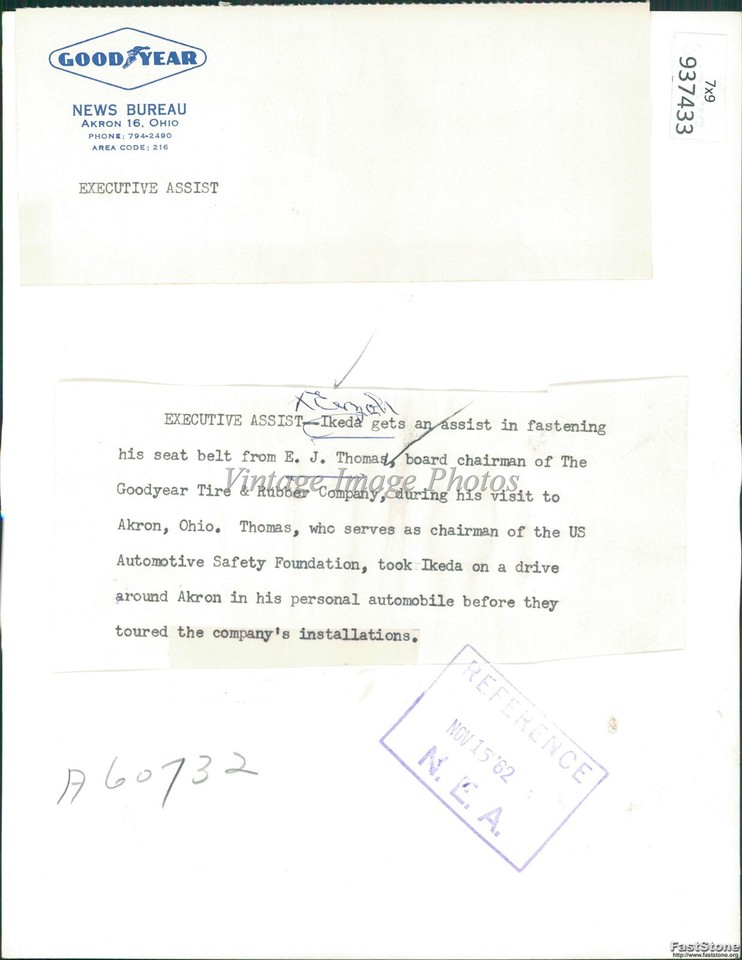 GOODYEAR
NEWS BUREAU
AKRON 16, OHIO
PHONE: 794-2490
AREA CODE: 216
7x9
937433
EXECUTIVE ASSIST
EXECUTIVE ASSIST—Ikeda gets an assist in fastening
his seat belt from E. J. Thomas, board chairman of The
Goodyear Tire & Rubber Company, during his visit to
Akron, Ohio. Thomas, who serves as chairman of the US
Automotive Safety Foundation, took Ikeda on a drive
around Akron in his personal automobile before they
toured the company's installations.
Vintage Image Photos
REFERENCE
NOV 15 '62
N. E. A.
A60732
FastStone
http://www.faststone.org